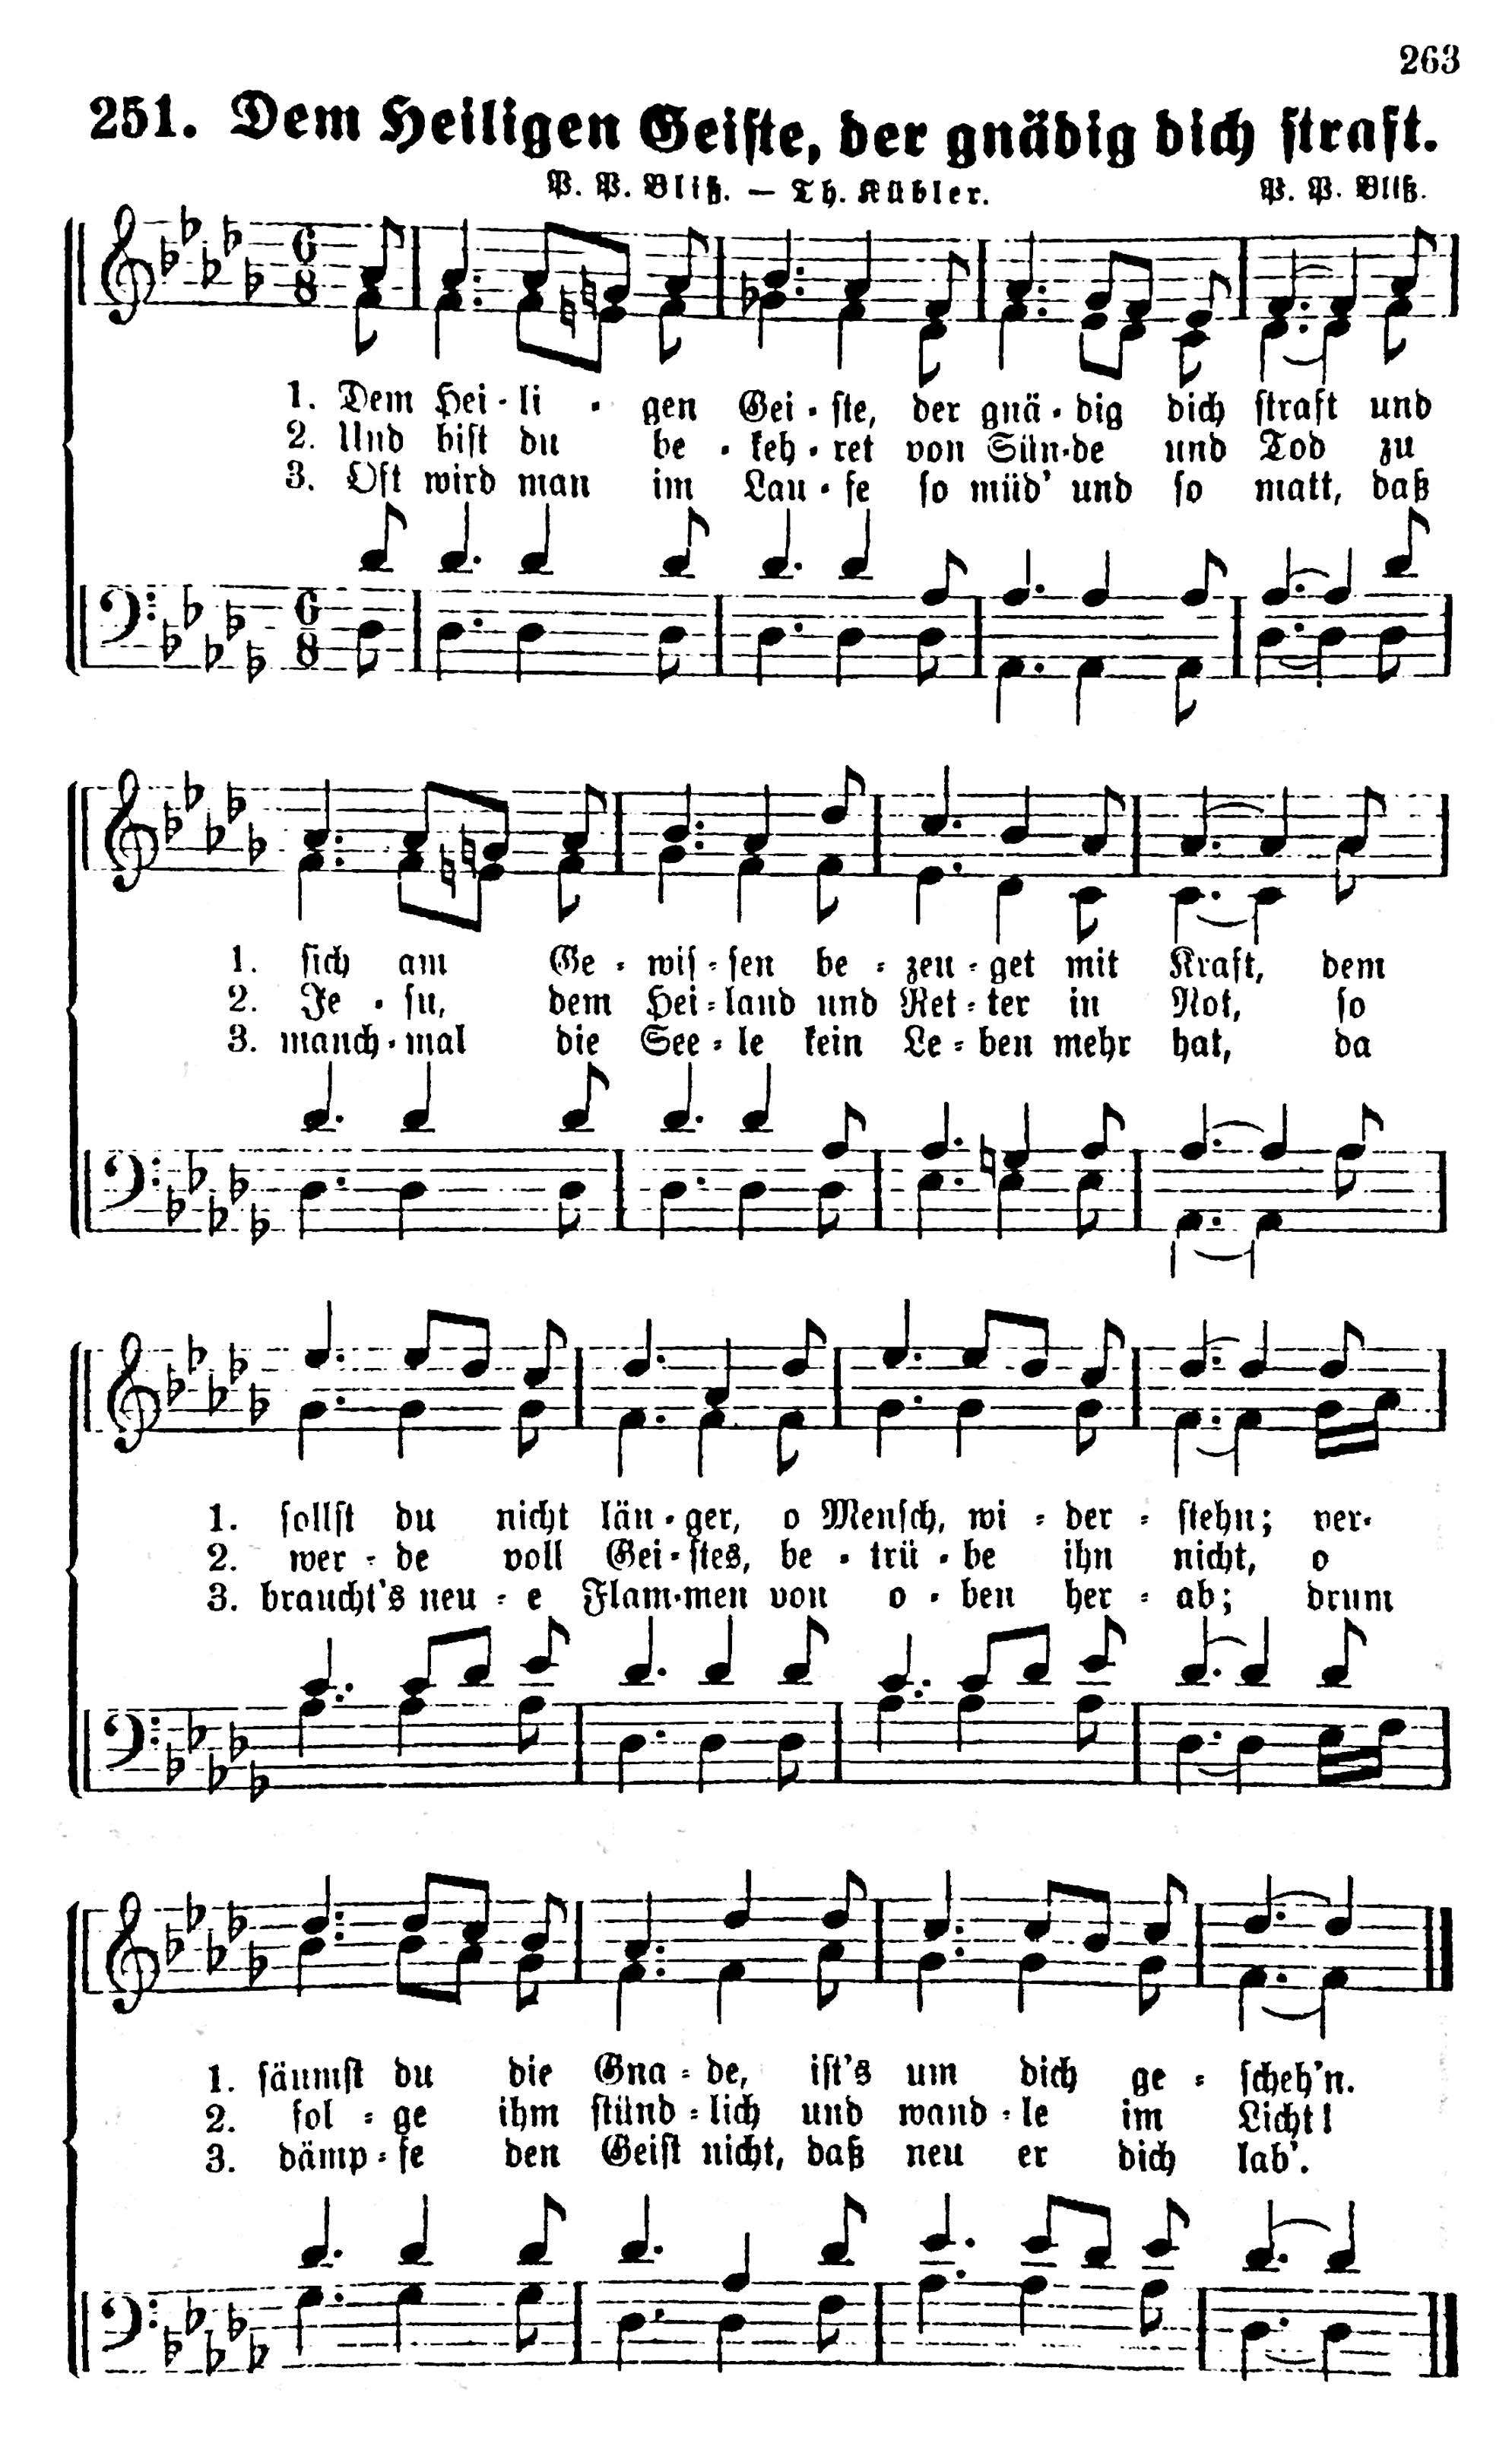 263
251. Dem Heiligen Geiste, der gnädig dich straft.
P. P. Bliß. — Th. Kübler. P. P. Bliß.
6 8
1. Dem Hei-li-gen Gei-ste, der gnä-dig dich straft und
2. Und bist du be-keh-ret von Sün-de und Tod zu
3. Oft wird man im Lau-fe so müd' und so matt, daß
6 8
1. sich am Ge-wis-sen be-zeu-get mit Kraft, dem
2. Je-su, dem Hei-land und Ret-ter in Not, so
3. manch-mal die See-le kein Le-ben mehr hat, da
1. sollst du nicht län-ger, o Mensch, wi-der-stehn; ver-
2. wer-de voll Gei-stes, be-trü-be ihn nicht, o
3. braucht's neu-e Flam-men von o-ben her-ab; drum
1. säumst du die Gna-de, ist's um dich ge-scheh'n.
2. fol-ge ihm stünd-lich und wand-le im Licht!
3. dämp-fe den Geist nicht, daß neu er dich lab'.